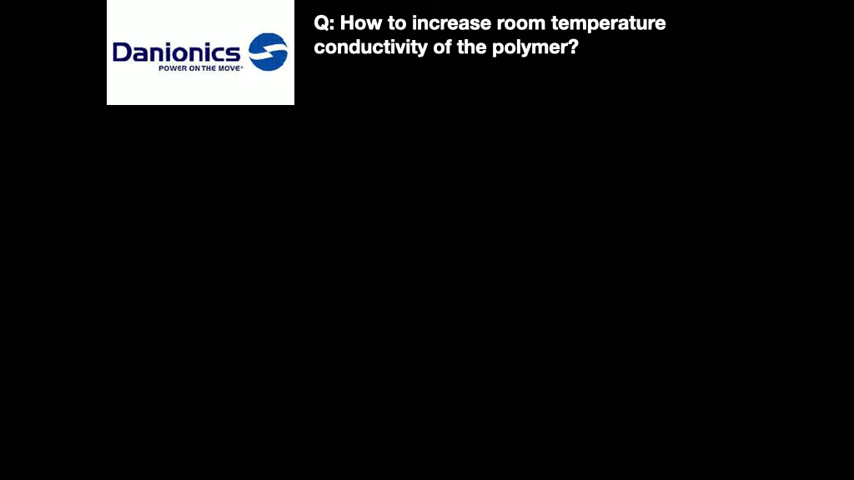 Danionics
POWER ON THE MOVE
Q: How to increase room temperature
conductivity of the polymer?